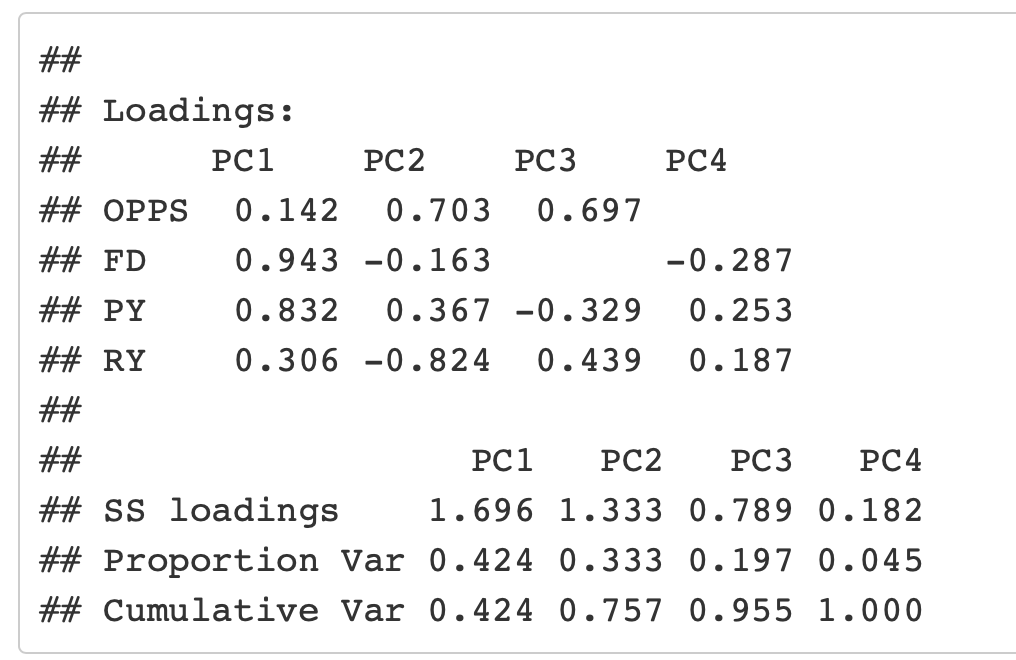 ##
## Loadings:
##      PC1    PC2    PC3    PC4
## OPPS  0.142  0.703  0.697
## FD    0.943 -0.163        -0.287
## PY    0.832  0.367 -0.329  0.253
## RY    0.306 -0.824  0.439  0.187
##
##                  PC1   PC2   PC3   PC4
## SS loadings    1.696 1.333 0.789 0.182
## Proportion Var 0.424 0.333 0.197 0.045
## Cumulative Var 0.424 0.757 0.955 1.000